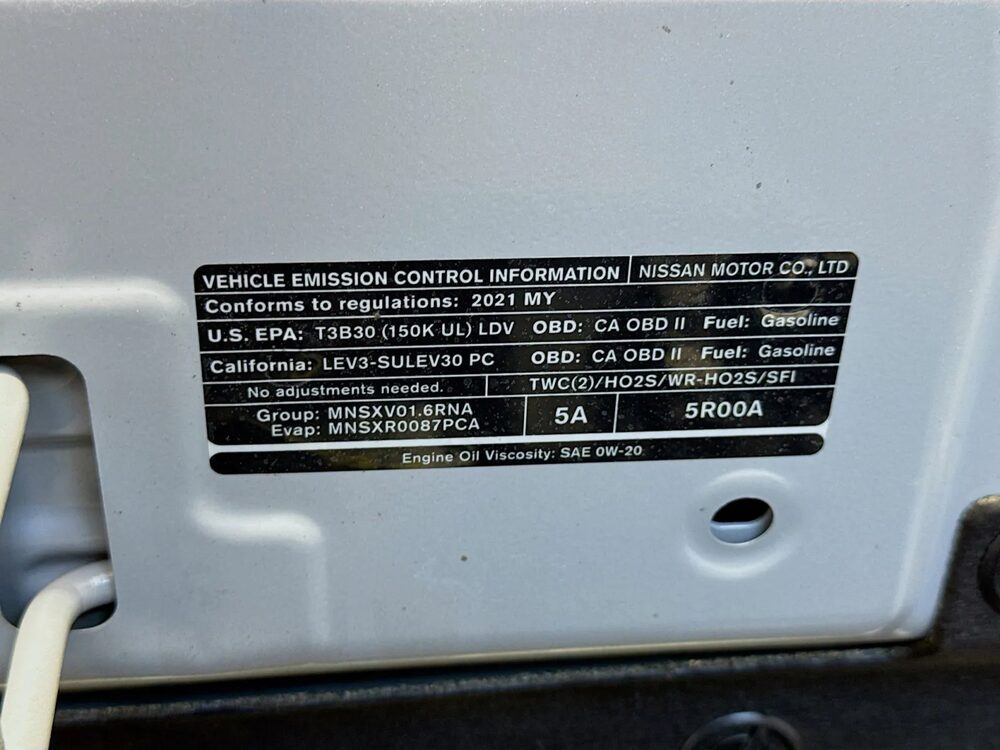 VEHICLE EMISSION CONTROL INFORMATION NISSAN MOTOR CO., LTD
Conforms to regulations: 2021 MY
U.S. EPA: T3B30 (150K UL) LDV OBD: CA OBD II Fuel: Gasoline
California: LEV3-SULEV30 PC OBD: CA OBD II Fuel: Gasoline
No adjustments needed. TWC(2)/HO2S/WR-HO2S/SFI
Group: MNSXV01.6RNA
Evap: MNSXR0087PCA
5A 5R00A
Engine Oil Viscosity: SAE 0W-20